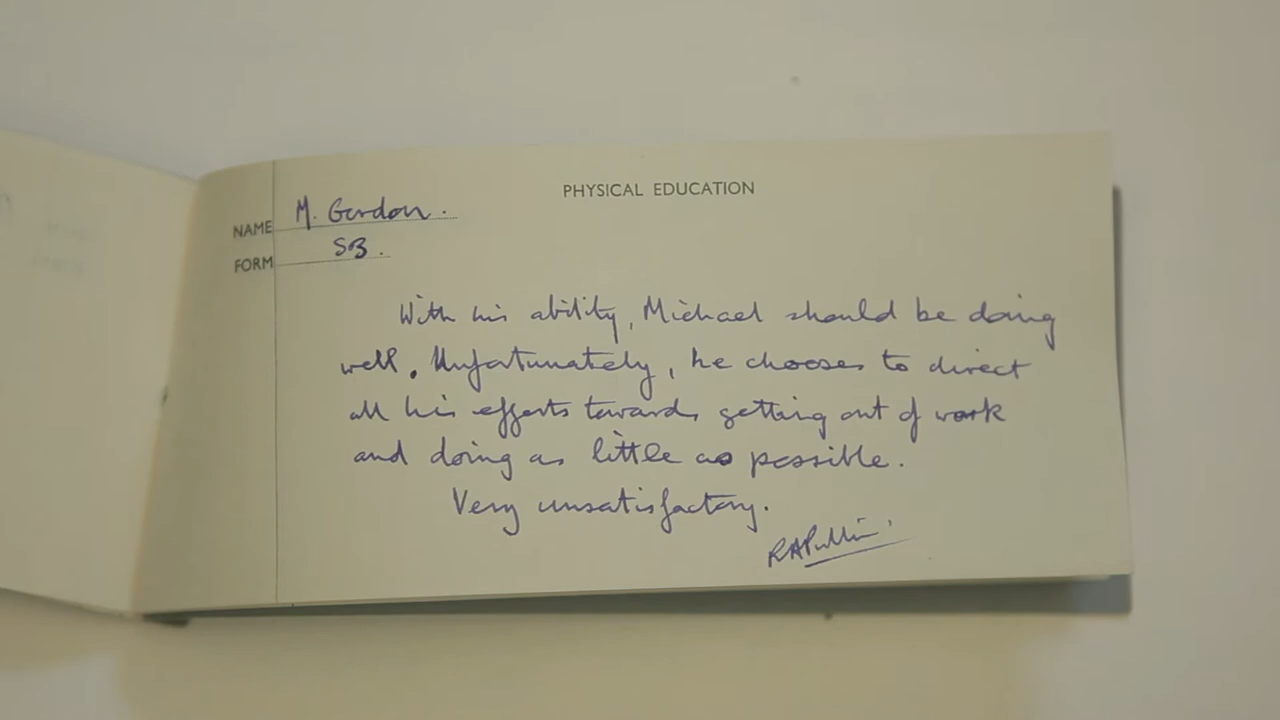 PHYSICAL EDUCATION
NAME M. Gordon.
FORM SB.
With his ability, Michael should be doing
well. Unfortunately, he chooses to direct
all his efforts towards getting out of work
and doing as little as possible.
Very unsatisfactory.